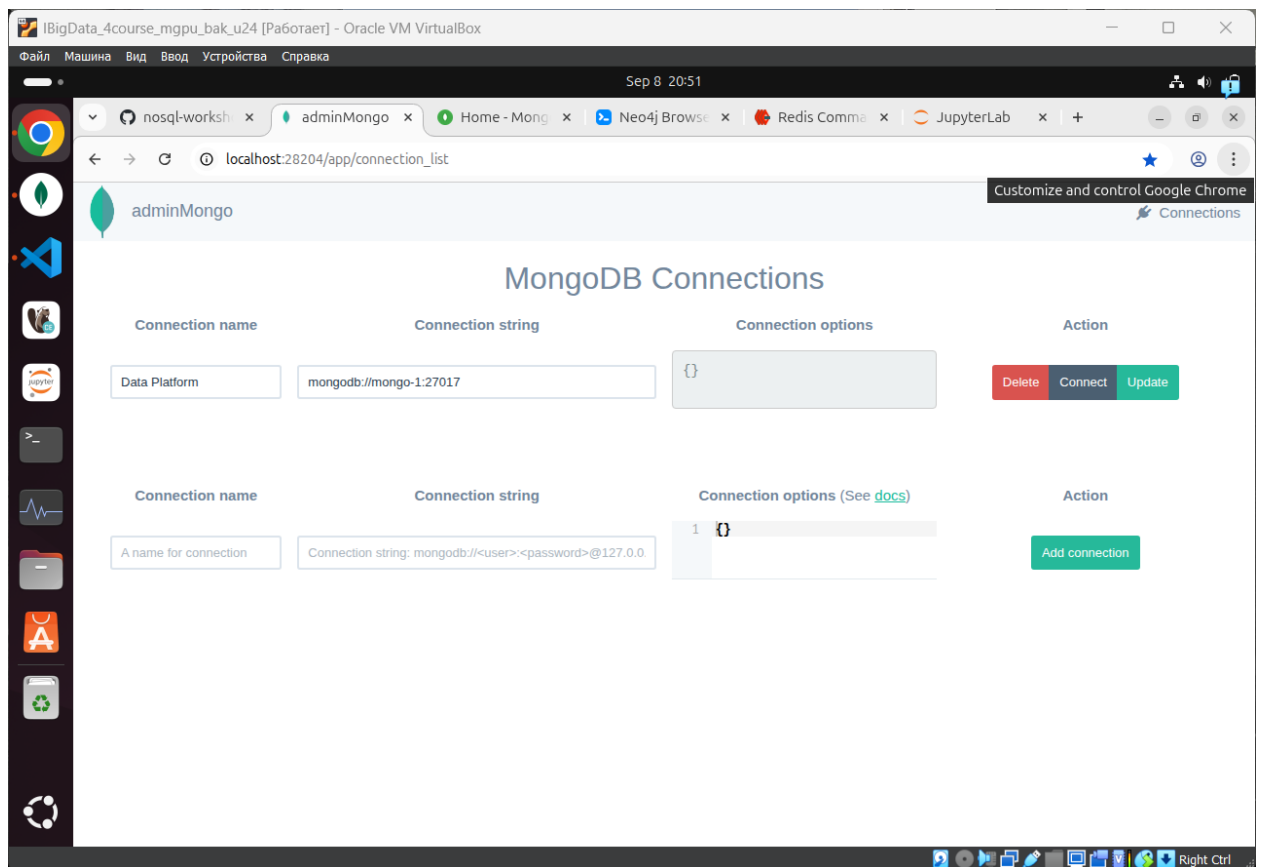 IBigData_4course_mgpu_bak_u24 [Работает] - Oracle VM VirtualBox
Файл Машина Вид Ввод Устройства Справка
Sep 8 20:51
nosql-worksh
adminMongo
Home - Mong
Neo4j Browse
Redis Comma
JupyterLab
localhost:28204/app/connection_list
Customize and control Google Chrome
adminMongo
Connections
MongoDB Connections
Connection name Connection string Connection options Action
Data Platform mongodb://mongo-1:27017 {} Delete Connect Update
Connection name Connection string Connection options (See docs) Action
1 {}
A name for connection Connection string: mongodb://<user>:<password>@127.0.0. Add connection
jupyter
Right Ctrl